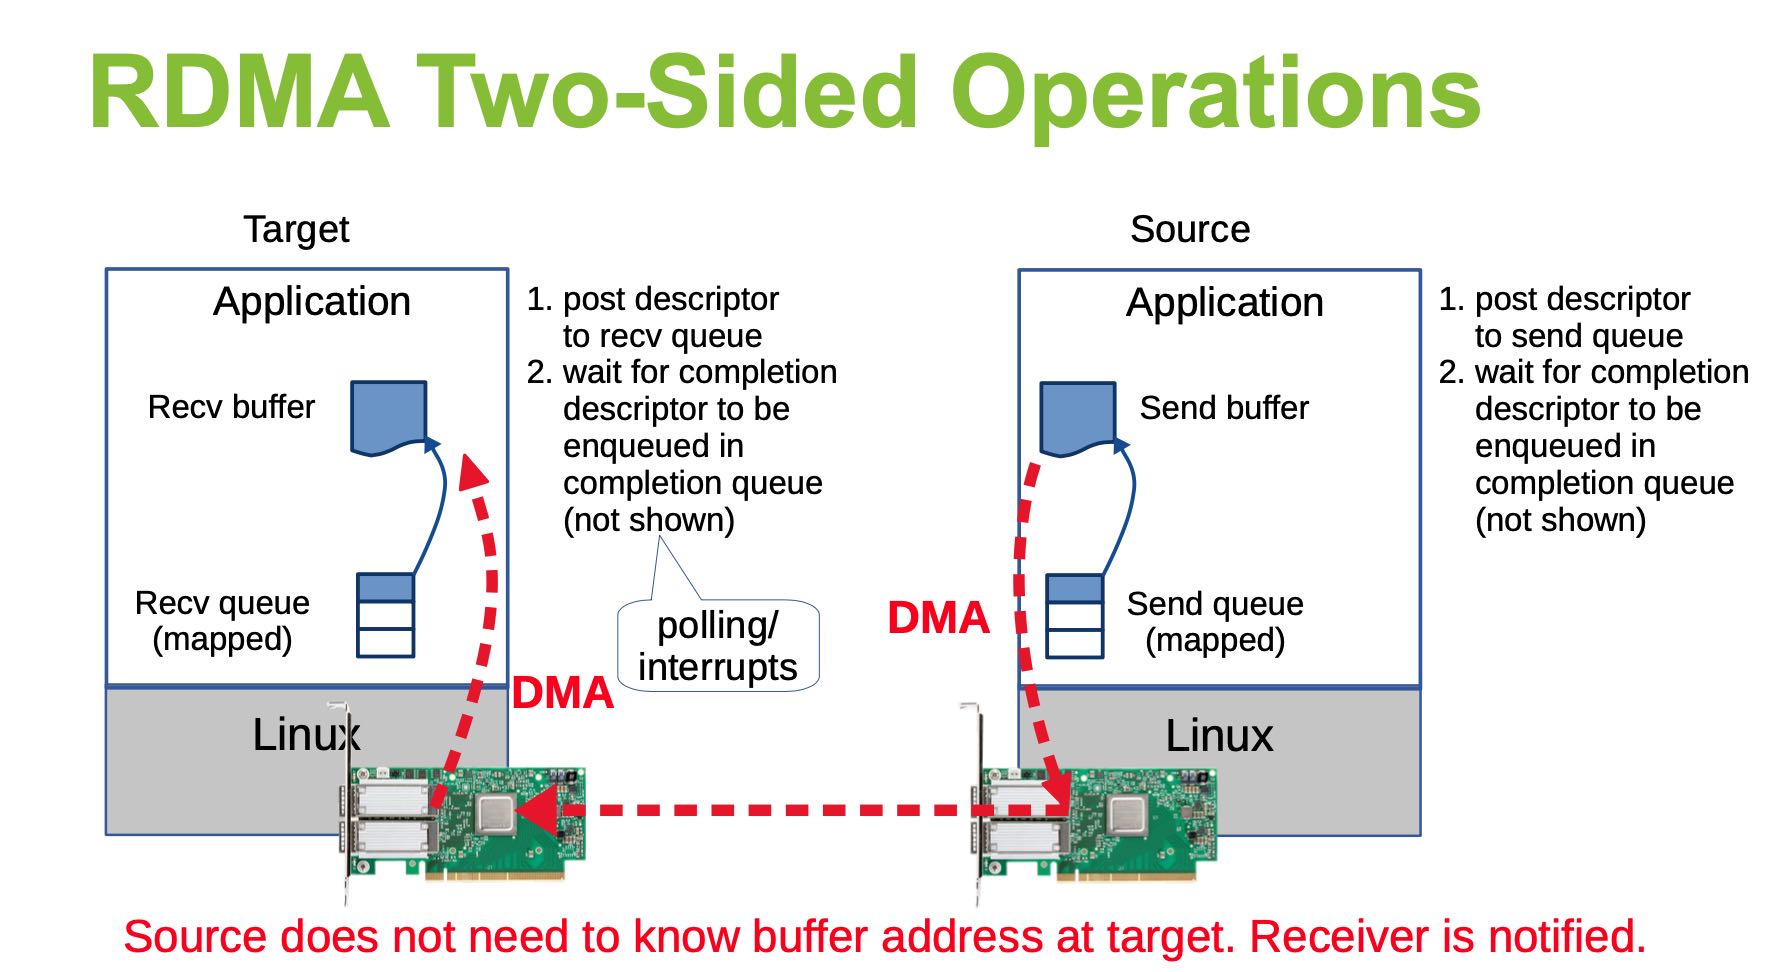 RDMA Two-Sided Operations
Target
Source
Application
1. post descriptor
to recv queue
2. wait for completion
descriptor to be
enqueued in
completion queue
(not shown)
Recv buffer
Recv queue
(mapped)
polling/
interrupts
DMA
Linux
Application
1. post descriptor
to send queue
2. wait for completion
descriptor to be
enqueued in
completion queue
(not shown)
Send buffer
DMA
Send queue
(mapped)
Linux
Source does not need to know buffer address at target. Receiver is notified.